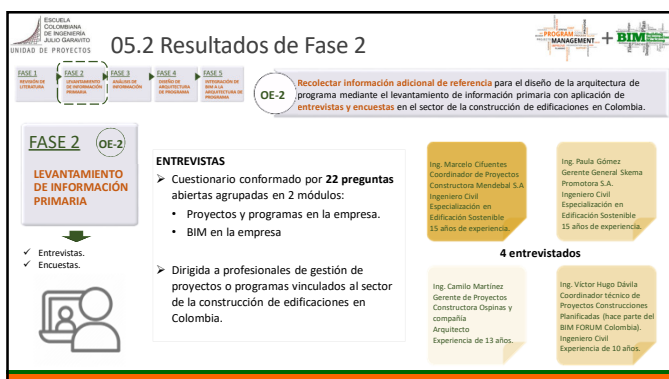 ESCUELA
COLOMBIANA
DE INGENIERÍA
JULIO GARAVITO
UNIDAD DE PROYECTOS
05.2 Resultados de Fase 2
PROGRAM
MANAGEMENT
+
BIM
FASE 1
REVISIÓN DE
LITERATURA
FASE 2
LEVANTAMIENTO
DE INFORMACIÓN
PRIMARIA
FASE 3
ANÁLISIS DE
INFORMACIÓN
FASE 4
DISEÑO DE
ARQUITECTURA
DE PROGRAMA
FASE 5
INTEGRACIÓN DE
BIM A LA
ARQUITECTURA DE
PROGRAMA
OE-2
Recolectar información adicional de referencia para el diseño de la arquitectura de
programa mediante el levantamiento de información primaria con aplicación de
entrevistas y encuestas en el sector de la construcción de edificaciones en Colombia.
FASE 2
OE-2
LEVANTAMIENTO
DE INFORMACIÓN
PRIMARIA
✓ Entrevistas.
✓ Encuestas.
ENTREVISTAS
➢ Cuestionario conformado por 22 preguntas
abiertas agrupadas en 2 módulos:
• Proyectos y programas en la empresa.
• BIM en la empresa
➢ Dirigida a profesionales de gestión de
proyectos o programas vinculados al sector
de la construcción de edificaciones en
Colombia.
Ing. Marcelo Cifuentes
Coordinador de Proyectos
Constructora Mendebal S.A
Ingeniero Civil
Especialización en
Edificación Sostenible
15 años de experiencia.
Ing. Paula Gómez
Gerente General Skema
Promotora S.A.
Ingeniero Civil
Especialización en
Edificación Sostenible
15 años de experiencia.
4 entrevistados
Ing. Camilo Martínez
Gerente de Proyectos
Constructora Ospinas y
compañía
Arquitecto
Experiencia de 13 años.
Ing. Víctor Hugo Dávila
Coordinador técnico de
Proyectos Construcciones
Planificadas (hace parte del
BIM FORUM Colombia).
Ingeniero Civil
Experiencia de 10 años.